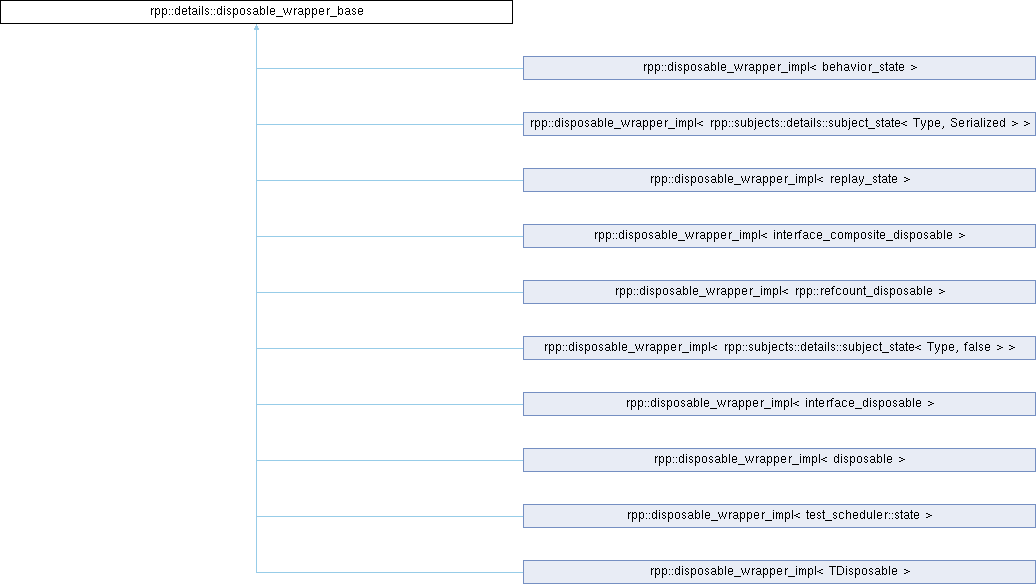 rpp::details::disposable_wrapper_base
rpp::disposable_wrapper_impl< behavior_state >
rpp::disposable_wrapper_impl< rpp::subjects::details::subject_state< Type, Serialized > >
rpp::disposable_wrapper_impl< replay_state >
rpp::disposable_wrapper_impl< interface_composite_disposable >
rpp::disposable_wrapper_impl< rpp::refcount_disposable >
rpp::disposable_wrapper_impl< rpp::subjects::details::subject_state< Type, false > >
rpp::disposable_wrapper_impl< interface_disposable >
rpp::disposable_wrapper_impl< disposable >
rpp::disposable_wrapper_impl< test_scheduler::state >
rpp::disposable_wrapper_impl< TDisposable >